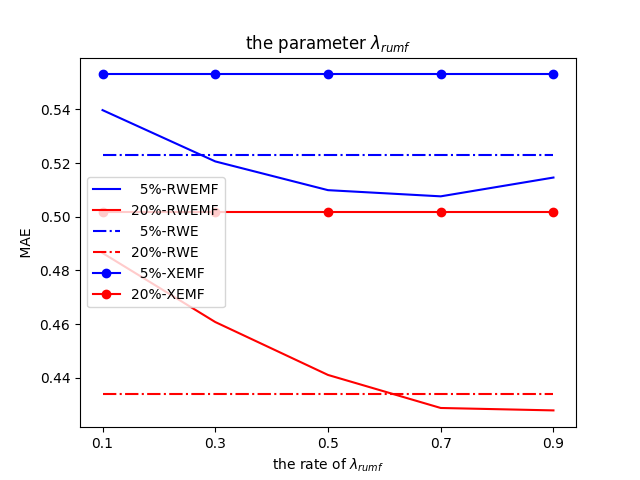 the parameter λrumf
0.54
0.52
0.50
0.48
0.46
0.44
MAE
5%-RWEMF
20%-RWEMF
5%-RWE
20%-RWE
5%-XEMF
20%-XEMF
0.1 0.3 0.5 0.7 0.9
the rate of λrumf